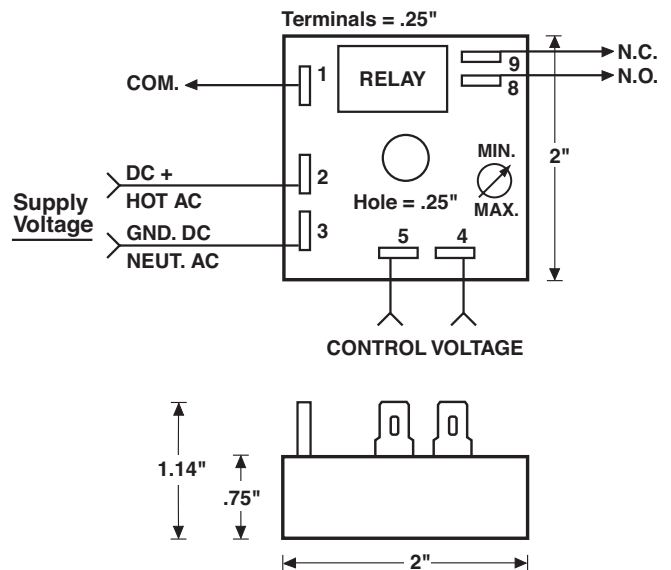 Terminals = .25"
COM.
1
RELAY
9
8
N.C.
N.O.
DC +
HOT AC
2
Supply
Voltage
GND. DC
NEUT. AC
3
Hole = .25"
MIN.
MAX.
2"
5
4
CONTROL VOLTAGE
1.14"
.75"
2"